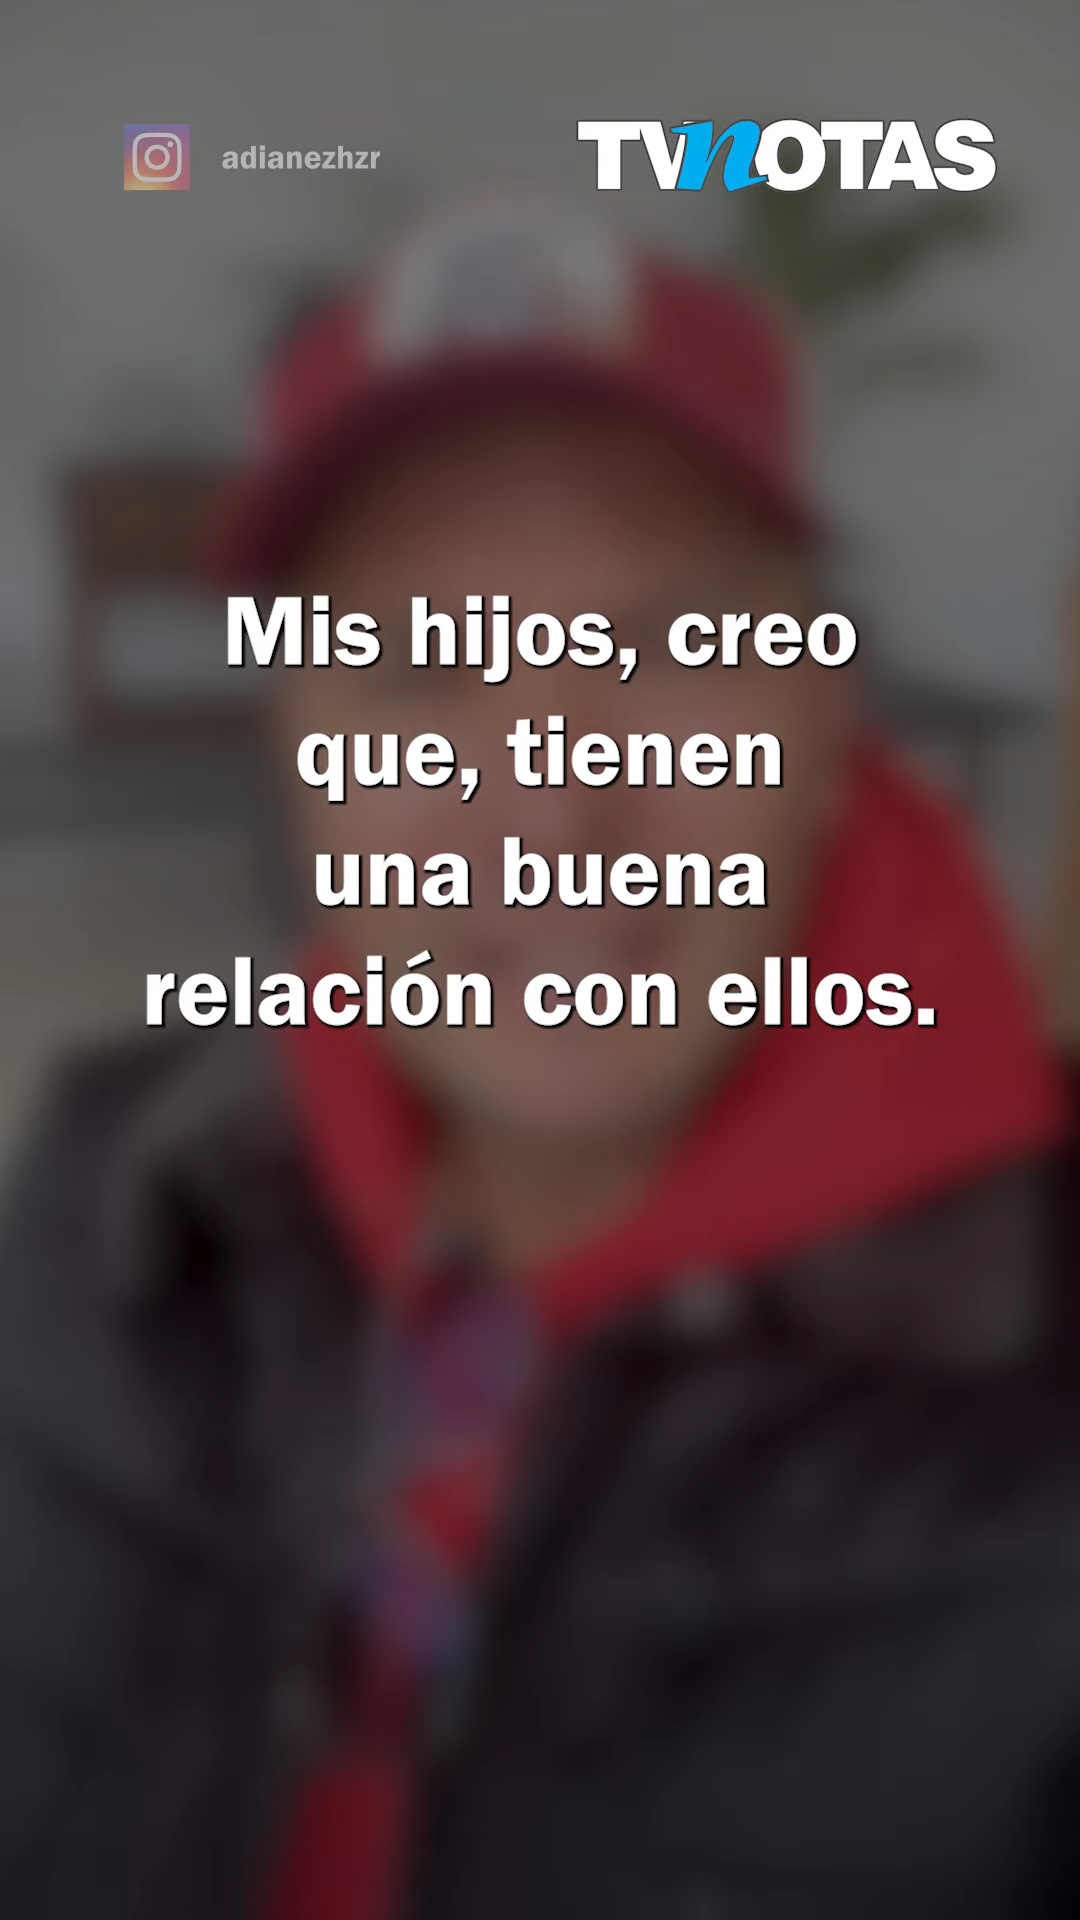 adianezhzr
TVnOTAS
Mis hijos, creo
que, tienen
una buena
relación con ellos.